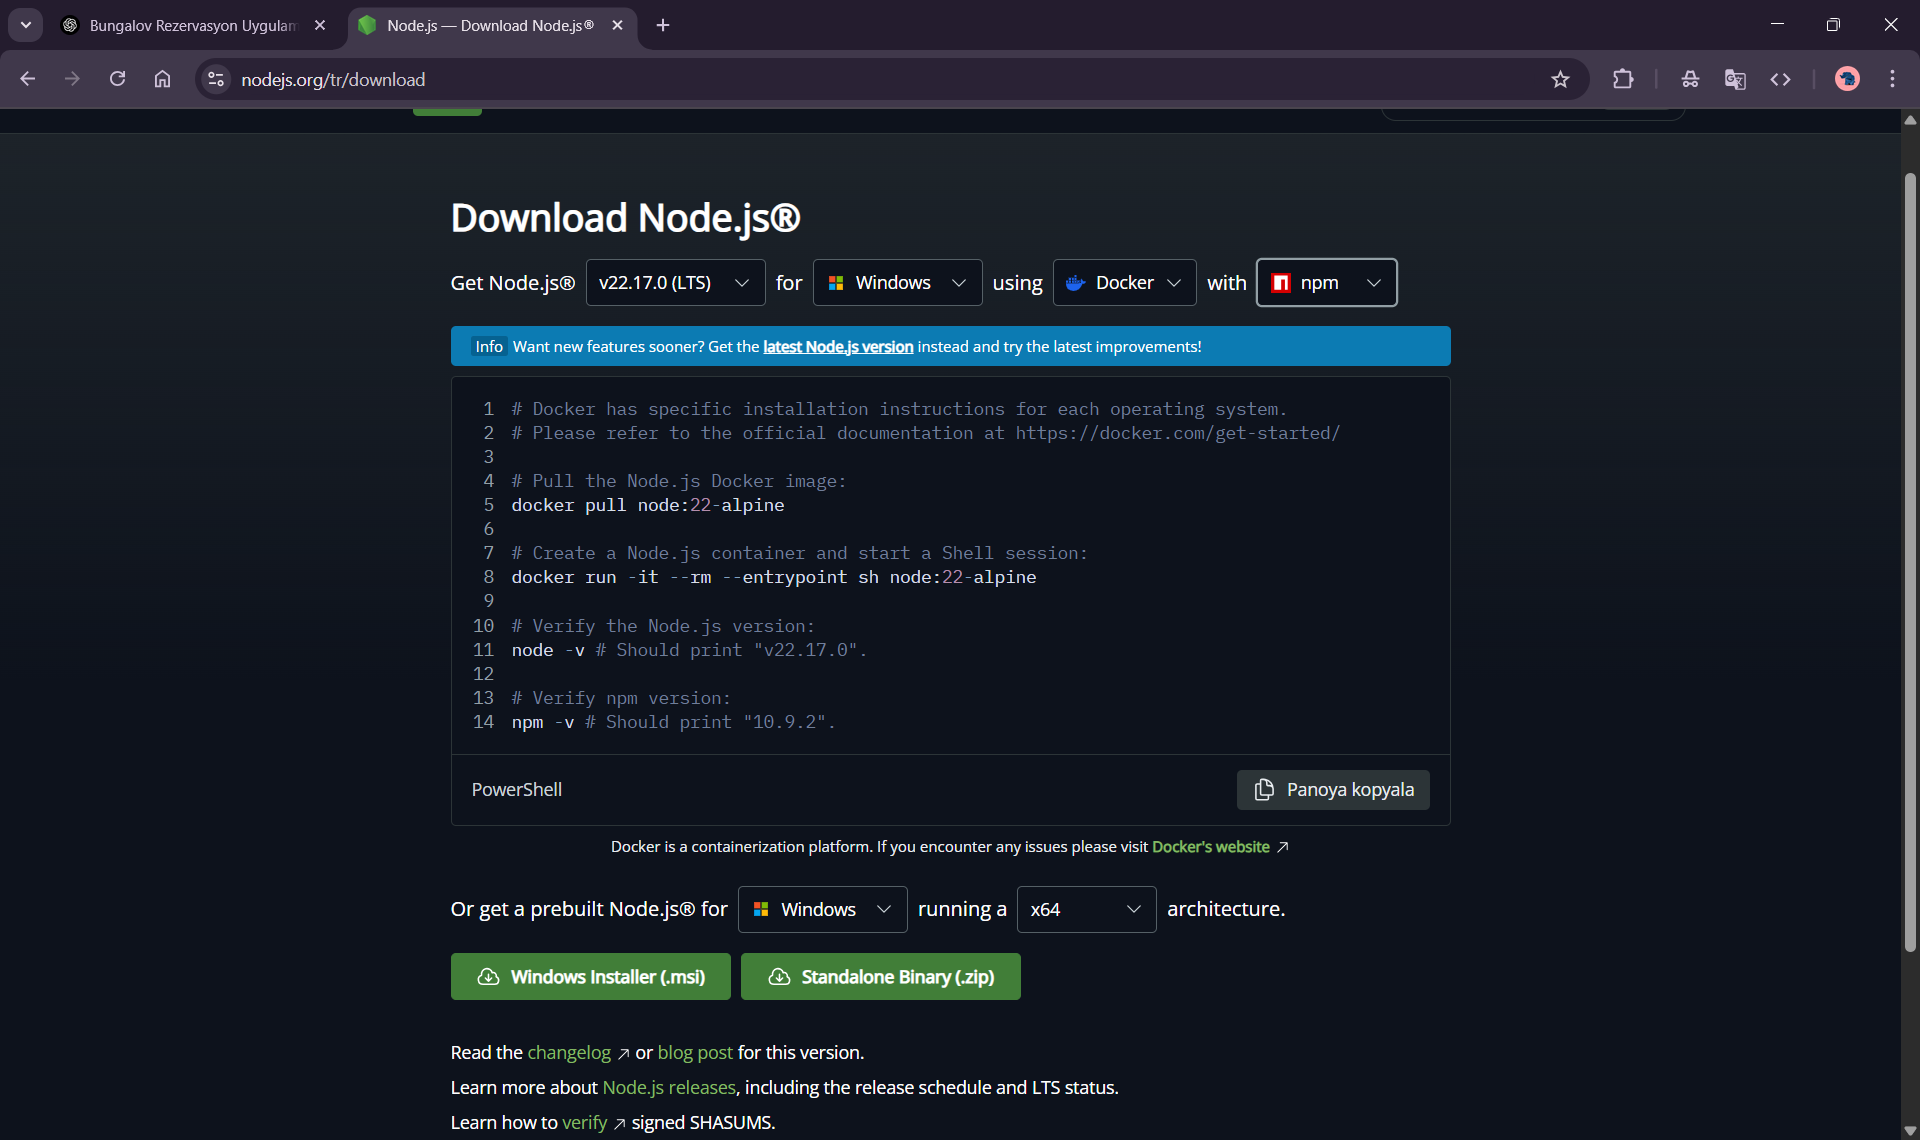 Bungalov Rezervasyon Uygulam
Node.js — Download Node.js®
nodejs.org/tr/download
Download Node.js®
Get Node.js® v22.17.0 (LTS) for Windows using Docker with npm
Info Want new features sooner? Get the latest Node.js version instead and try the latest improvements!
1 # Docker has specific installation instructions for each operating system.
2 # Please refer to the official documentation at https://docker.com/get-started/
3
4 # Pull the Node.js Docker image:
5 docker pull node:22-alpine
6
7 # Create a Node.js container and start a Shell session:
8 docker run -it --rm --entrypoint sh node:22-alpine
9
10 # Verify the Node.js version:
11 node -v # Should print "v22.17.0".
12
13 # Verify npm version:
14 npm -v # Should print "10.9.2".
PowerShell
Panoya kopyala
Docker is a containerization platform. If you encounter any issues please visit Docker's website
Or get a prebuilt Node.js® for Windows running a x64 architecture.
Windows Installer (.msi)
Standalone Binary (.zip)
Read the changelog or blog post for this version.
Learn more about Node.js releases, including the release schedule and LTS status.
Learn how to verify signed SHASUMS.